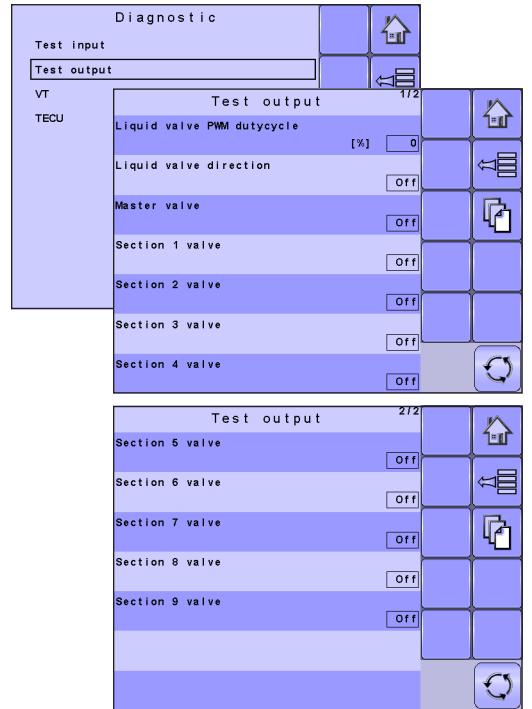 Diagnostic
Test input
Test output
VT
TECU
Test output
1/2
Liquid valve PWM dutycycle
[%] 0
Liquid valve direction
Off
Master valve
Off
Section 1 valve
Off
Section 2 valve
Off
Section 3 valve
Off
Section 4 valve
Off
Test output
2/2
Section 5 valve
Off
Section 6 valve
Off
Section 7 valve
Off
Section 8 valve
Off
Section 9 valve
Off